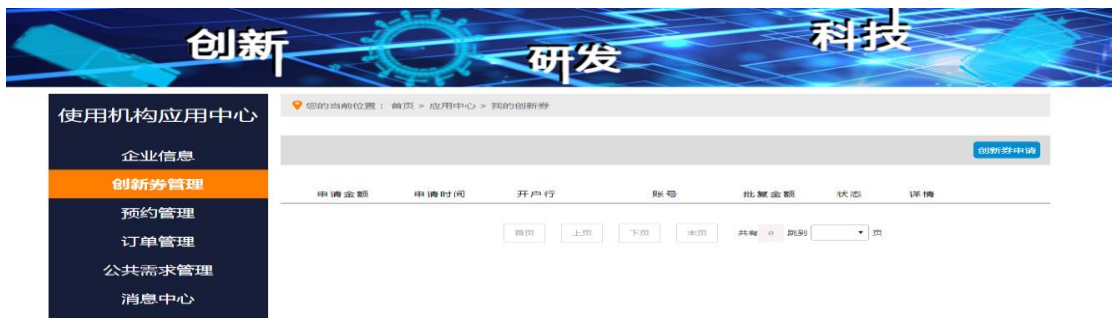 创新
研发
科技
使用机构应用中心
企业信息
创新券管理
预约管理
订单管理
公共需求管理
消息中心
您的当前位置： 首页 > 应用中心 > 我的创新券
创新券申请
申请金额 申请时间 开户行 账号 批复金额 状态 详情
首页 上页 下页 末页 共有 0 跳到 页